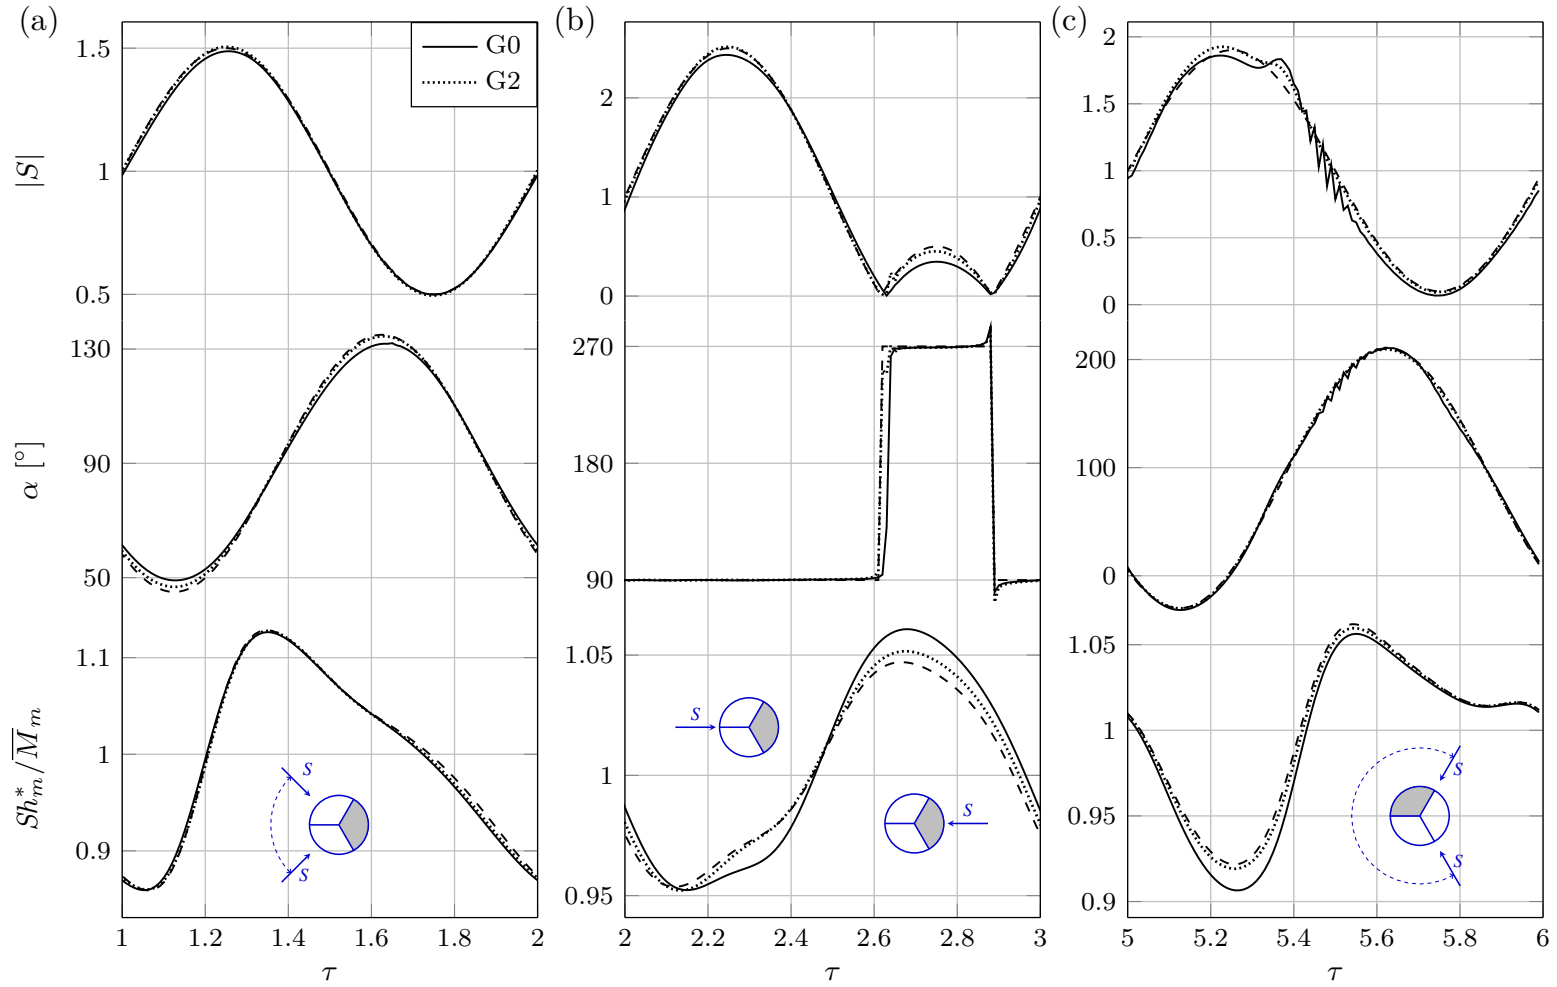 (a)
G0
G2
1.5
1
0.5
|S|
130
90
50
α [°]
1.1
1
0.9
Sh*m/M̅m
S
S
1 1.2 1.4 1.6 1.8 2
τ
(b)
2
1
0
270
180
90
1.05
1
0.95
S
S
2 2.2 2.4 2.6 2.8 3
τ
(c)
2
1.5
1
0.5
0
200
100
0
1.05
1
0.95
0.9
S
S
5 5.2 5.4 5.6 5.8 6
τ